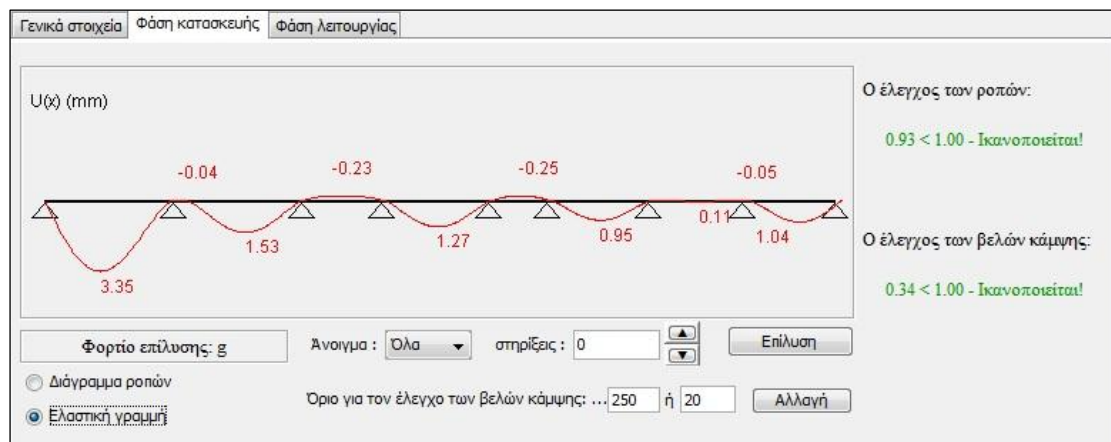 Γενικά στοιχεία Φάση κατασκευής Φάση λειτουργίας
U(x) (mm)
-0.04 -0.23 -0.25 -0.05
3.35 1.53 1.27 0.95 0.11 1.04
Ο έλεγχος των ροπών:
0.93 < 1.00 - Ικανοποιείται!
Ο έλεγχος των βελών κάμψης:
0.34 < 1.00 - Ικανοποιείται!
Φορτίο επίλυσης: g Άνοιγμα : Όλα στηρίξεις : 0 Επίλυση
Διάγραμμα ροπών
Ελαστική γραμμή
Όριο για τον έλεγχο των βελών κάμψης: ... 250 ή 20 Αλλαγή